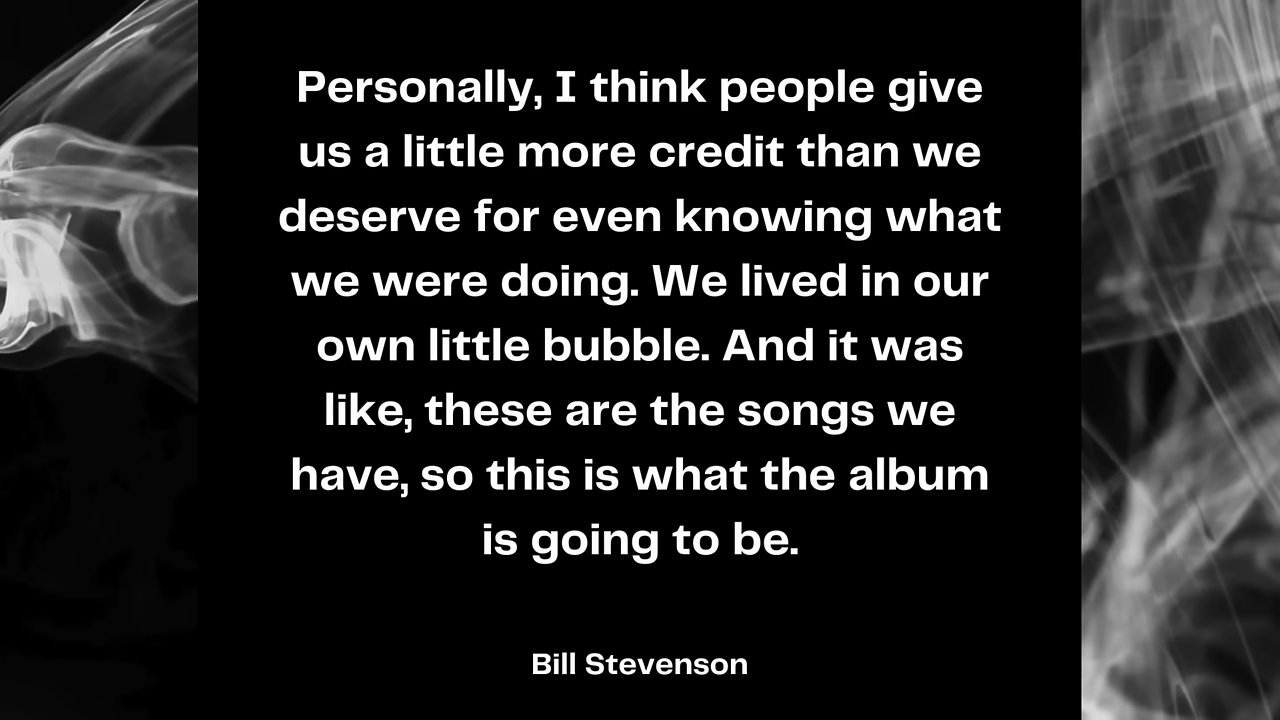 Personally, I think people give
us a little more credit than we
deserve for even knowing what
we were doing. We lived in our
own little bubble. And it was
like, these are the songs we
have, so this is what the album
is going to be.
Bill Stevenson